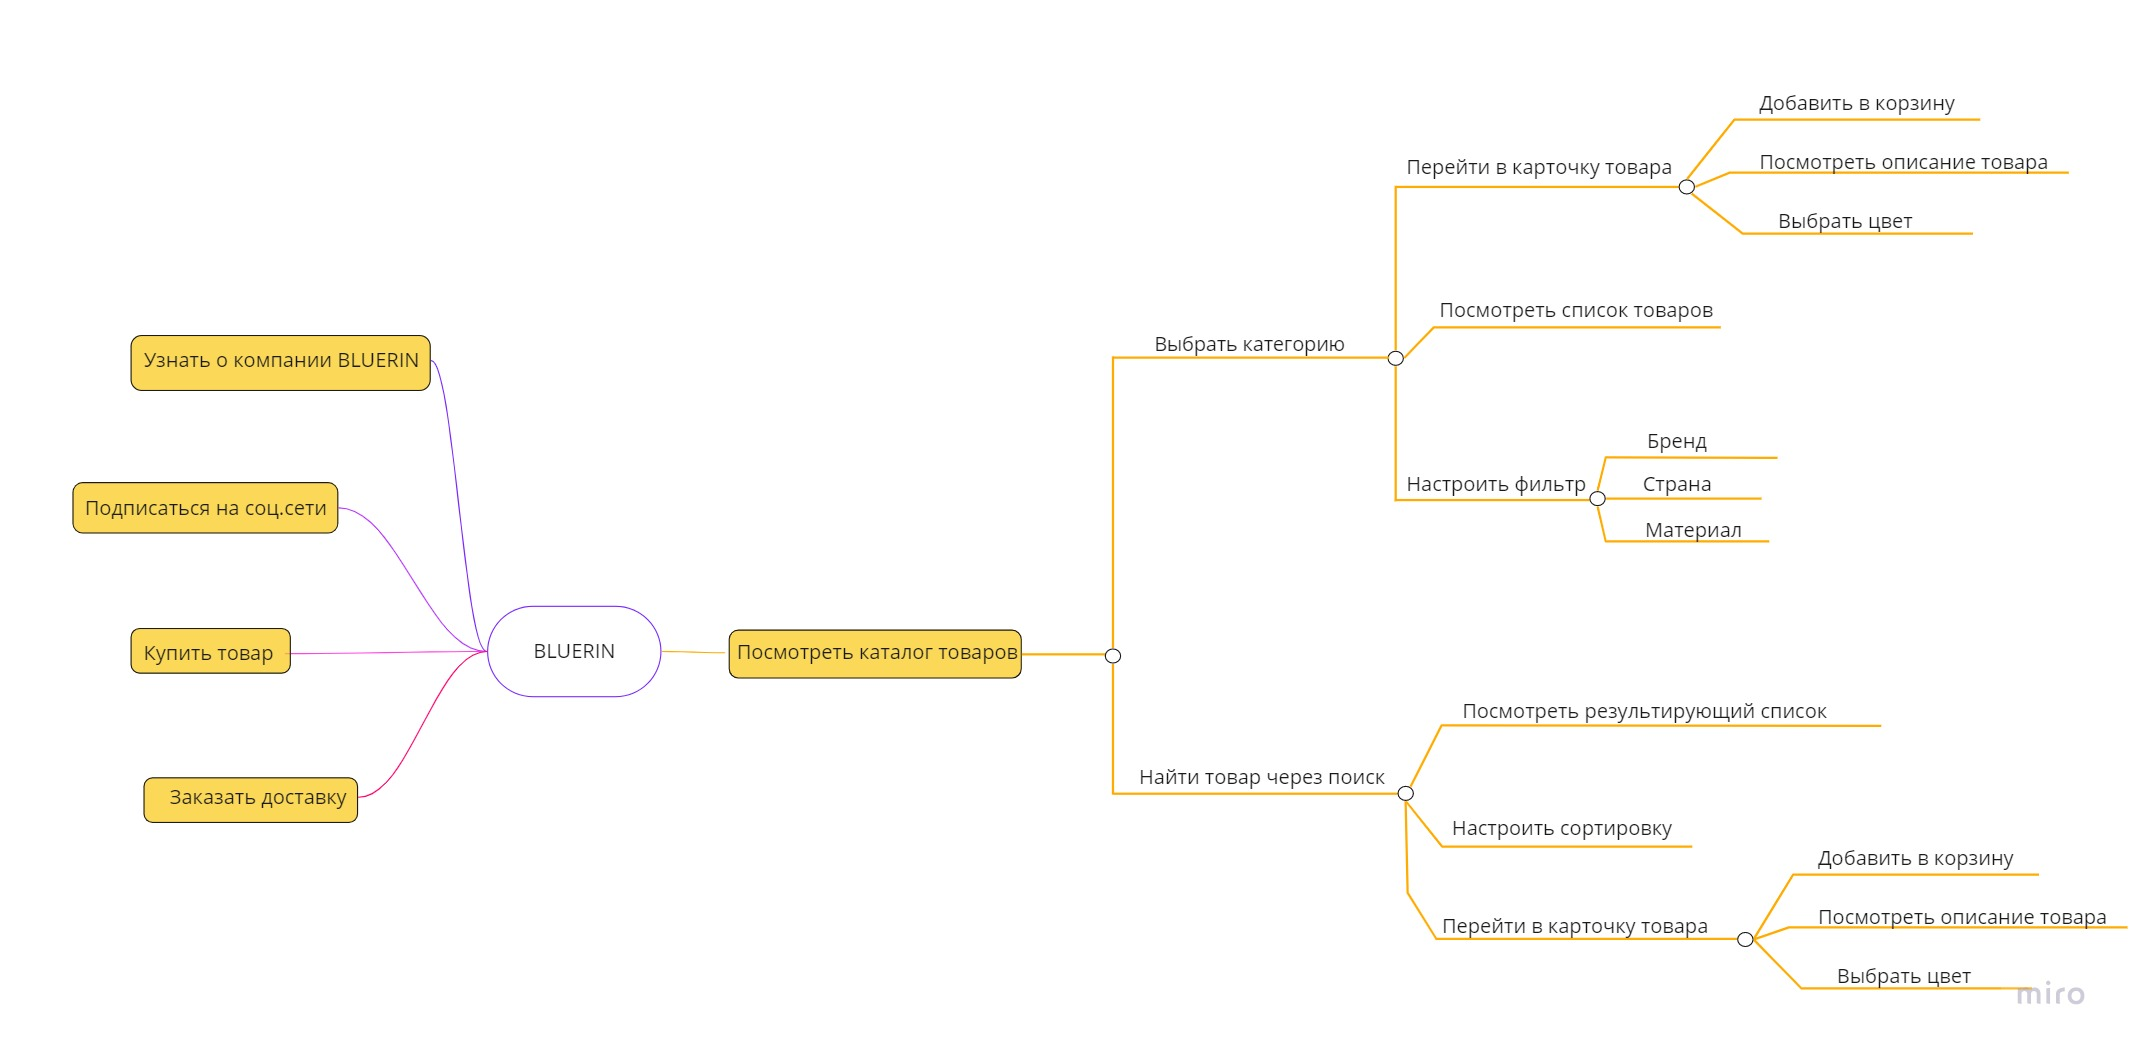 Узнать о компании BLUERIN
Подписаться на соц.сети
Купить товар
Заказать доставку
BLUERIN
Посмотреть каталог товаров
Выбрать категорию
Перейти в карточку товара
Добавить в корзину
Посмотреть описание товара
Выбрать цвет
Посмотреть список товаров
Настроить фильтр
Бренд
Страна
Материал
Найти товар через поиск
Посмотреть результирующий список
Настроить сортировку
Перейти в карточку товара
Добавить в корзину
Посмотреть описание товара
Выбрать цвет
miro